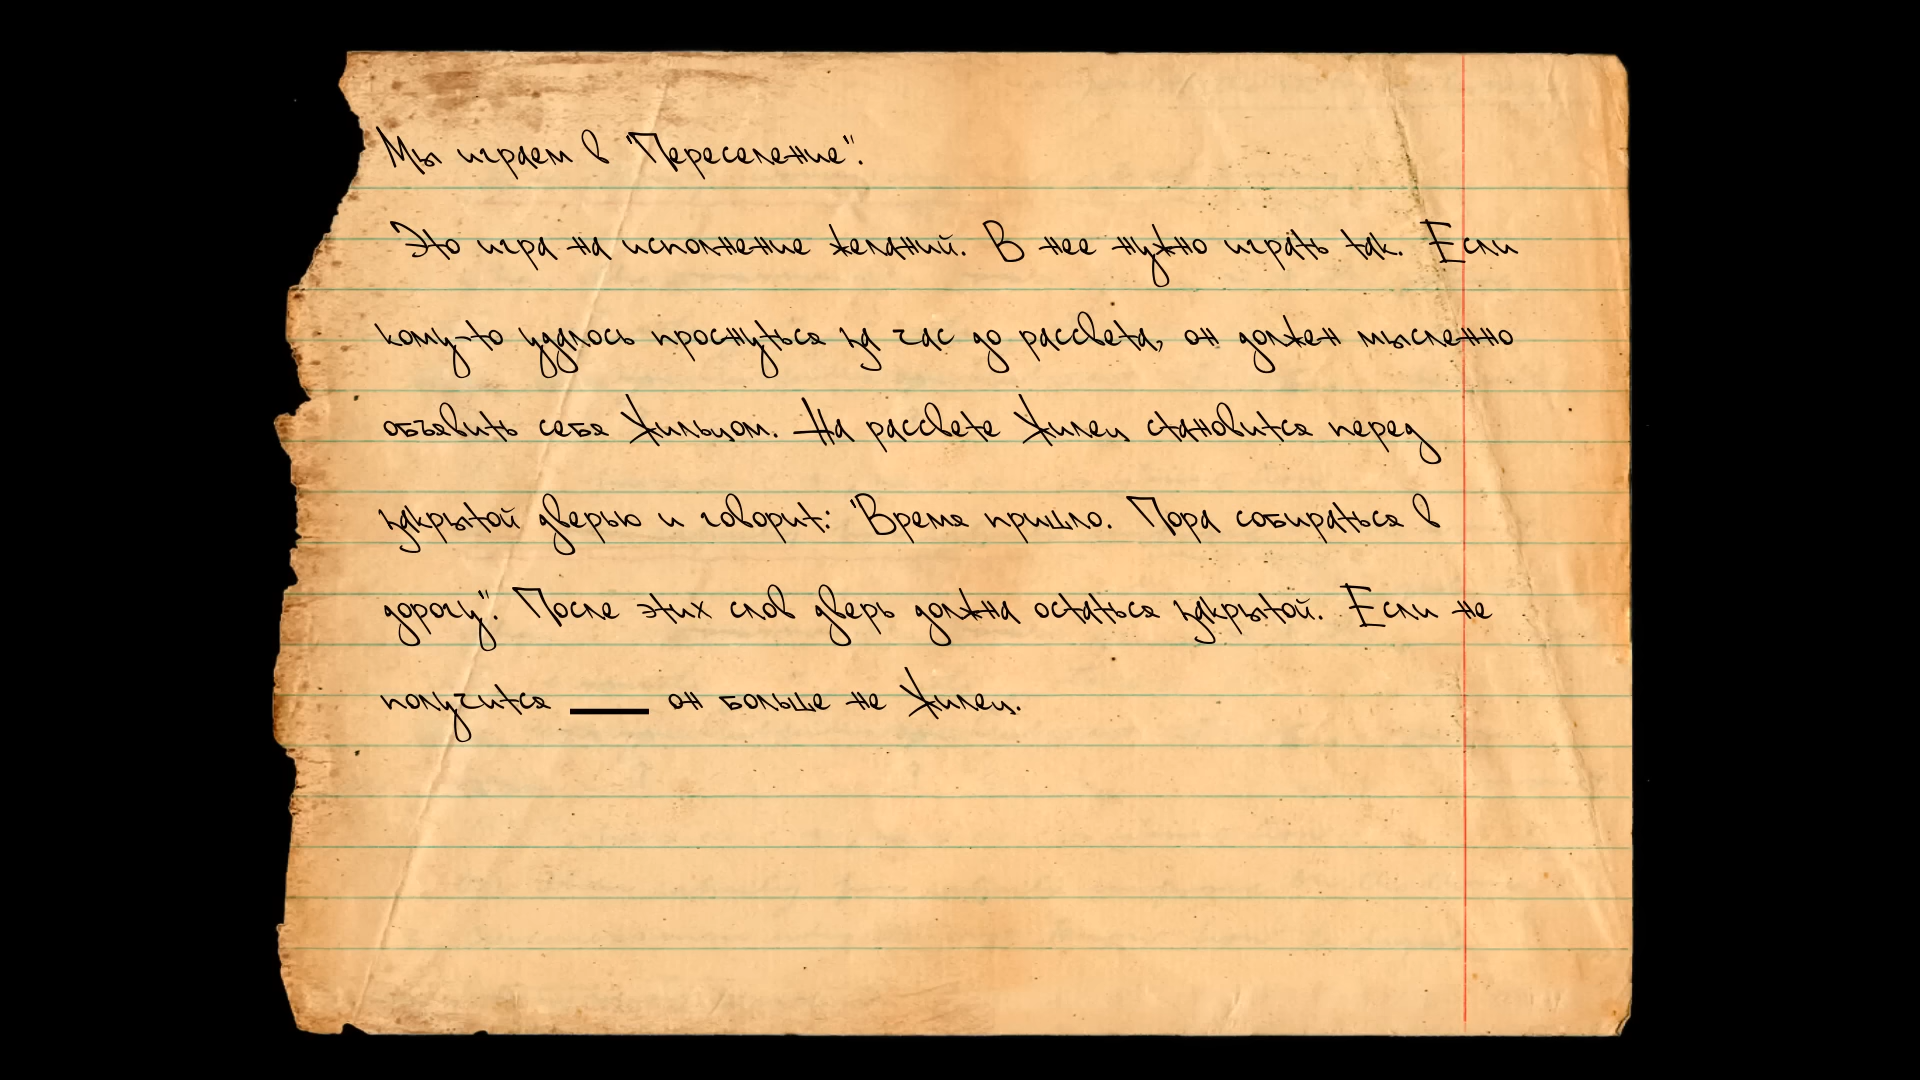 Мы играем в "Переселение".
Это игра на исполнение желаний. В нее нужно играть так. Если
кому-то удалось проснуться за час до рассвета, он должен мысленно
объявить себя Жильцом. На рассвете Жилец становится перед
закрытой дверью и говорит: "Время пришло. Пора собираться в
дорогу". После этих слов дверь должна остаться закрытой. Если не
получится — он больше не Жилец.